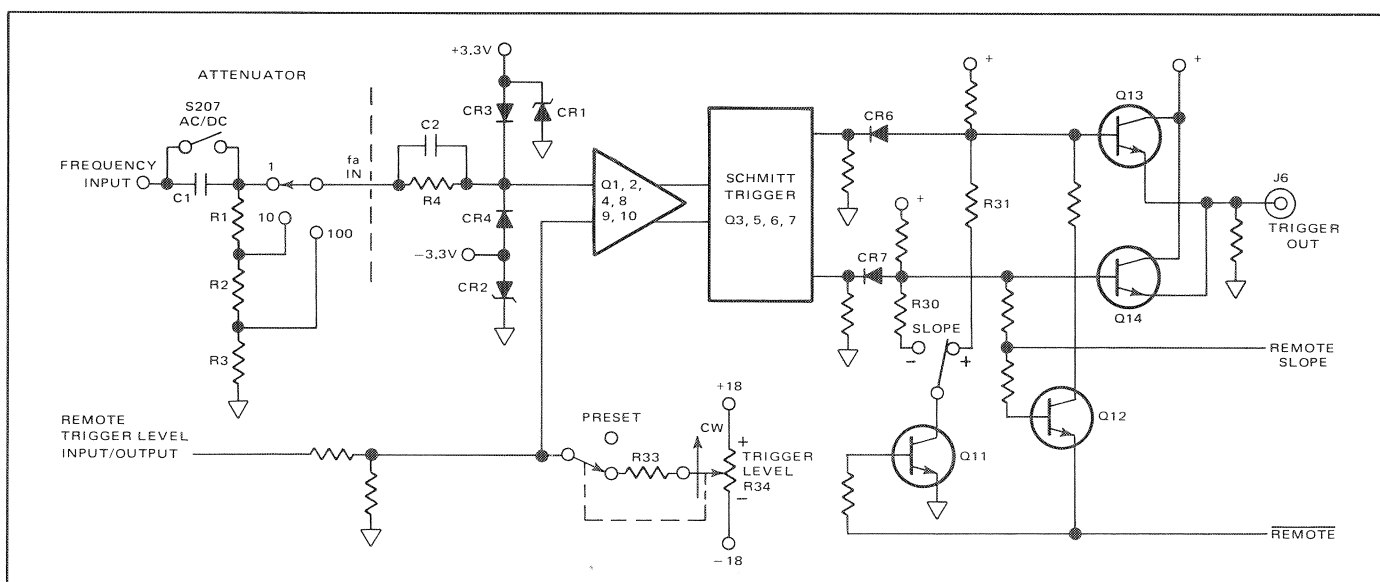 ATTENUATOR
S207
AC/DC
FREQUENCY
INPUT
C1
1
R1
10
100
R2
R3
fa
IN
C2
R4
+3.3V
CR3
CR1
CR4
−3.3V
CR2
Q1, 2,
4, 8
9, 10
SCHMITT
TRIGGER
Q3, 5, 6, 7
CR6
+
R31
+
Q13
J6
TRIGGER
OUT
CR7
+
R30
SLOPE
−
+
Q14
REMOTE
SLOPE
Q12
Q11
REMOTE
REMOTE
TRIGGER LEVEL
INPUT/OUTPUT
PRESET
R33
CW
+18
+
TRIGGER
LEVEL
R34
−
−18